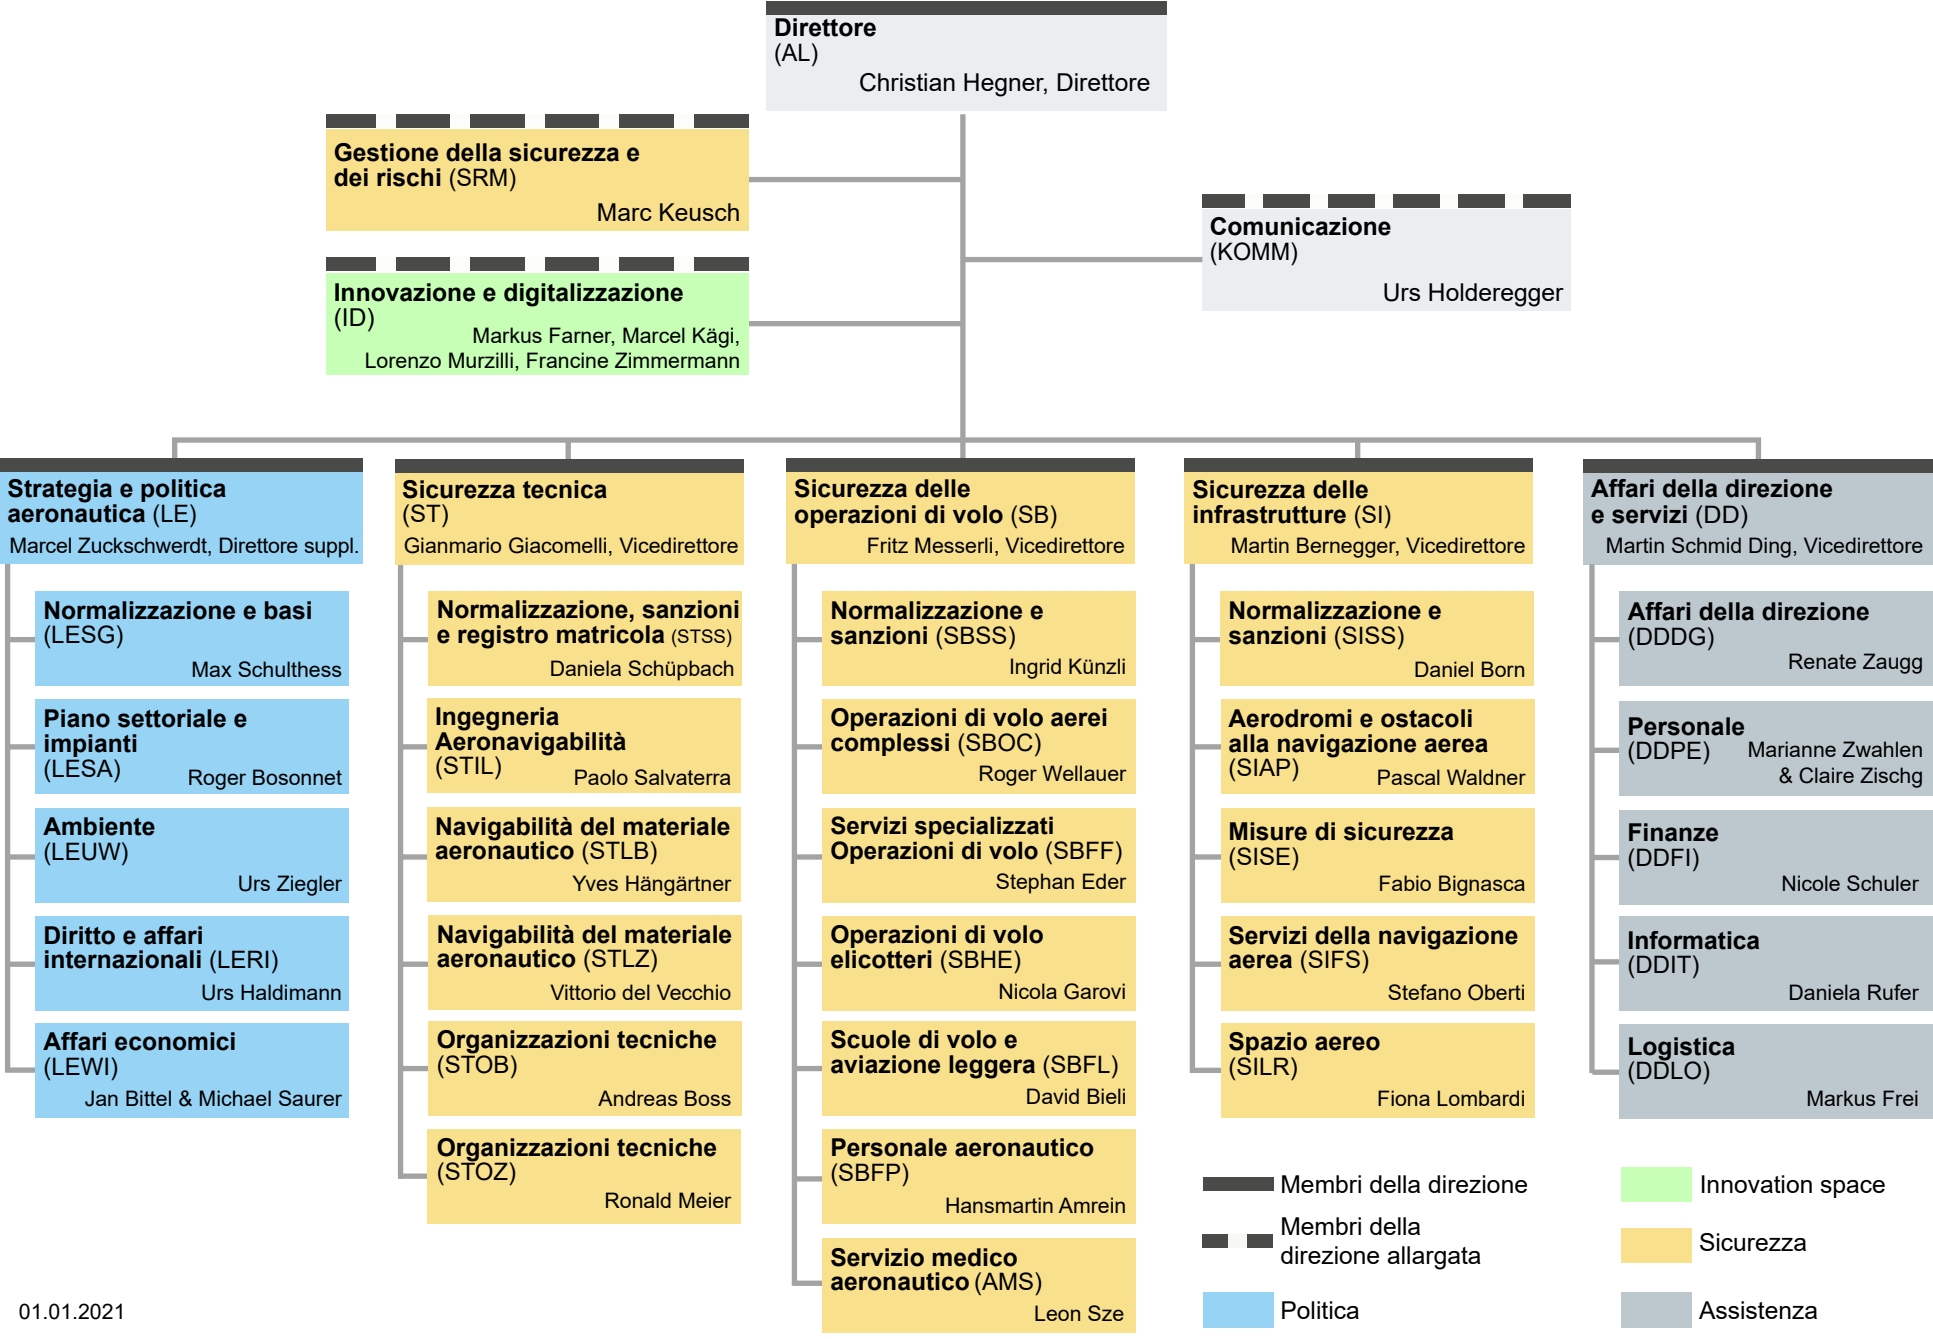 Direttore
(AL)
Christian Hegner, Direttore
Gestione della sicurezza e
dei rischi (SRM)
Marc Keusch
Comunicazione
(KOMM)
Urs Holderegger
Innovazione e digitalizzazione
(ID)
Markus Farner, Marcel Kägi,
Lorenzo Murzilli, Francine Zimmermann
Strategia e politica
aeronautica (LE)
Marcel Zuckschwerdt, Direttore suppl.
Normalizzazione e basi
(LESG)
Max Schulthess
Piano settoriale e
impianti
(LESA)
Roger Bosonnet
Ambiente
(LEUW)
Urs Ziegler
Diritto e affari
internazionali (LERI)
Urs Haldimann
Affari economici
(LEWI)
Jan Bittel & Michael Saurer
Sicurezza tecnica
(ST)
Gianmario Giacomelli, Vicedirettore
Normalizzazione, sanzioni
e registro matricola (STSS)
Daniela Schüpbach
Ingegneria
Aeronavigabilità
(STIL)
Paolo Salvaterra
Navigabilità del materiale
aeronautico (STLB)
Yves Hängärtner
Navigabilità del materiale
aeronautico (STLZ)
Vittorio del Vecchio
Organizzazioni tecniche
(STOB)
Andreas Boss
Organizzazioni tecniche
(STOZ)
Ronald Meier
Sicurezza delle
operazioni di volo (SB)
Fritz Messerli, Vicedirettore
Normalizzazione e
sanzioni (SBSS)
Ingrid Künzli
Operazioni di volo aerei
complessi (SBOC)
Roger Wellauer
Servizi specializzati
Operazioni di volo (SBFF)
Stephan Eder
Operazioni di volo
elicotteri (SBHE)
Nicola Garovi
Scuole di volo e
aviazione leggera (SBFL)
David Bieli
Personale aeronautico
(SBFP)
Hansmartin Amrein
Servizio medico
aeronautico (AMS)
Leon Sze
Sicurezza delle
infrastrutture (SI)
Martin Bernegger, Vicedirettore
Normalizzazione e
sanzioni (SISS)
Daniel Born
Aerodromi e ostacoli
alla navigazione aerea
(SIAP)
Pascal Waldner
Misure di sicurezza
(SISE)
Fabio Bignasca
Servizi della navigazione
aerea (SIFS)
Stefano Oberti
Spazio aereo
(SILR)
Fiona Lombardi
Affari della direzione
e servizi (DD)
Martin Schmid Ding, Vicedirettore
Affari della direzione
(DDDG)
Renate Zaugg
Personale
(DDPE)
Marianne Zwahlen
& Claire Zischg
Finanze
(DDFI)
Nicole Schuler
Informatica
(DDIT)
Daniela Rufer
Logistica
(DDLO)
Markus Frei
Membri della direzione
Membri della
direzione allargata
Politica
Innovation space
Sicurezza
Assistenza
01.01.2021